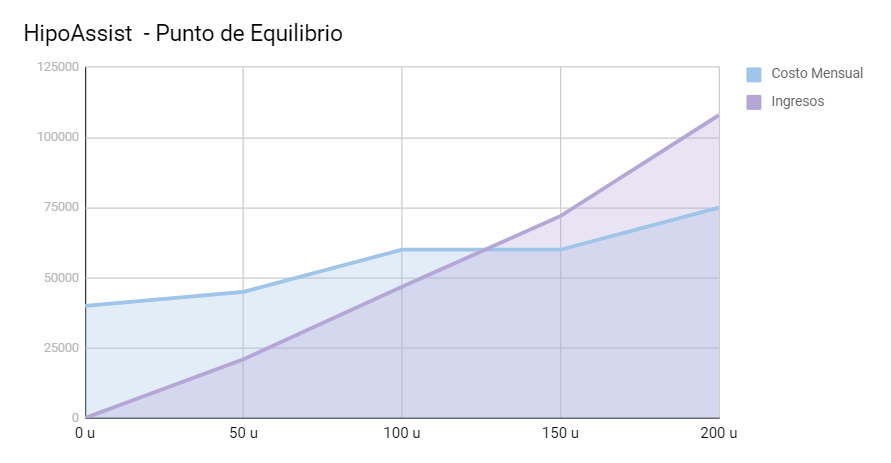 HipoAssist  - Punto de Equilibrio
125000
100000
75000
50000
25000
0
0 u
50 u
100 u
150 u
200 u
Costo Mensual
Ingresos